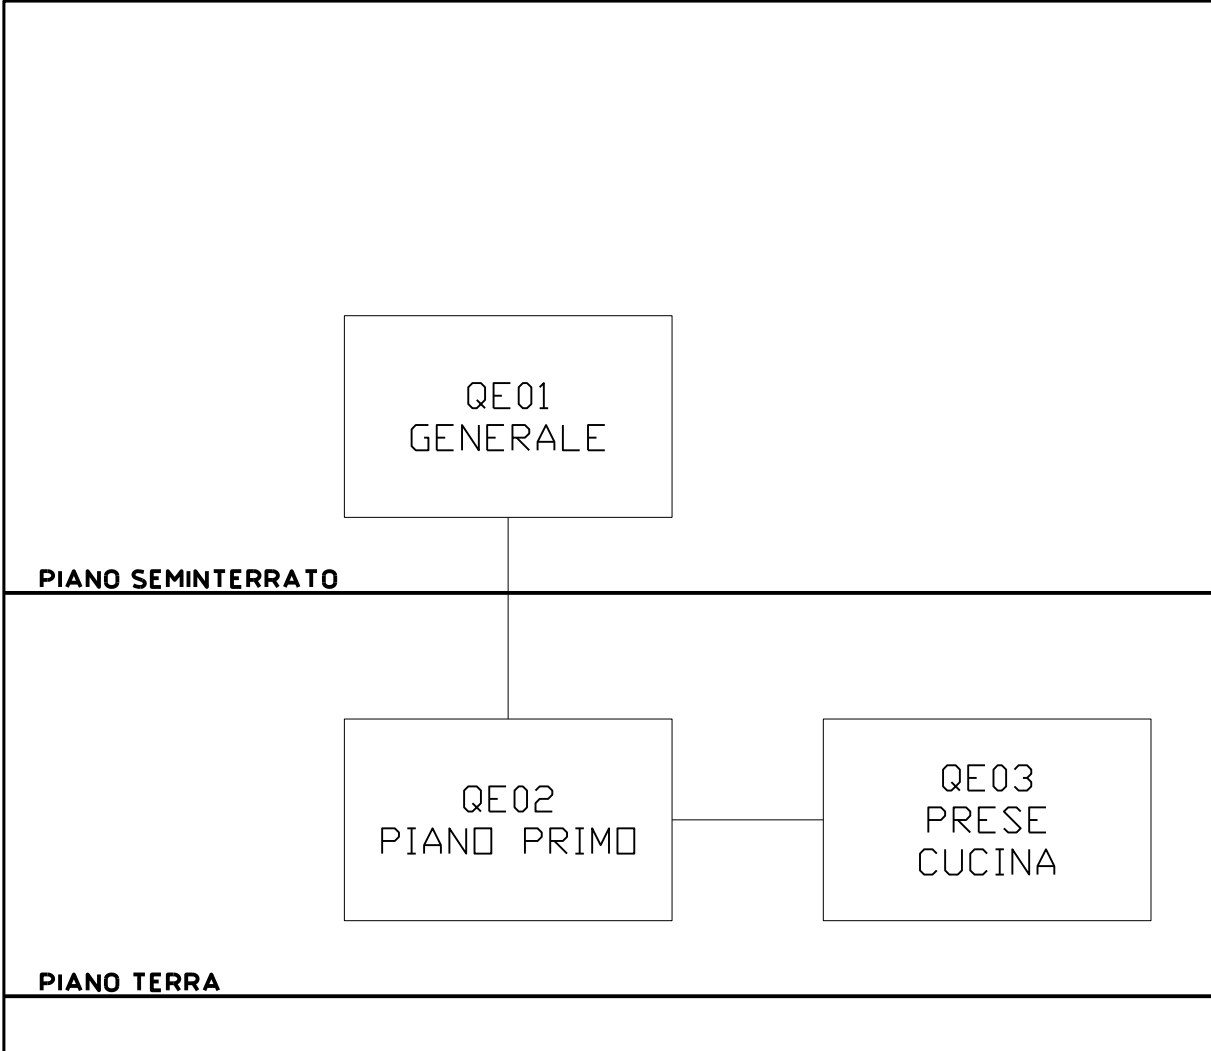 QE01
GENERALE
PIANO SEMINTERRATO
QE02
PIANO PRIMO
QE03
PRESE
CUCINA
PIANO TERRA